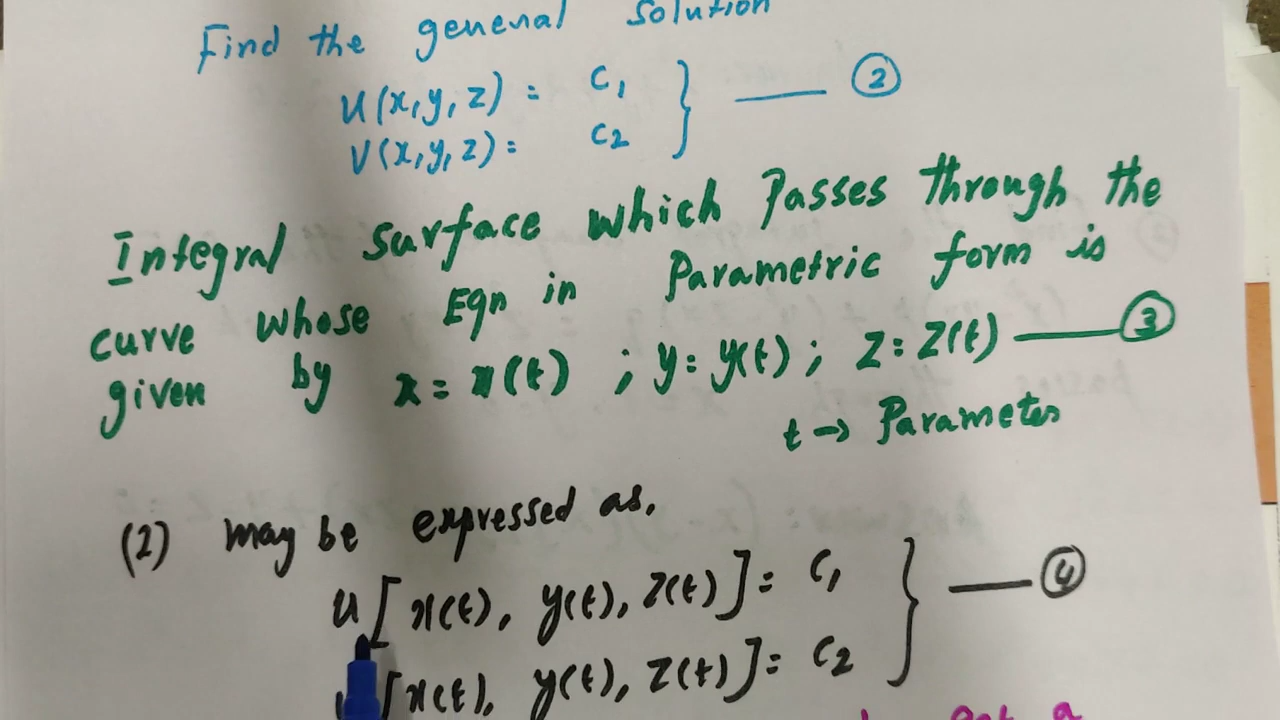 Find the general solution
u(x,y,z) = c₁ } —— ②
v(x,y,z) = c₂
Integral surface which passes through the
curve whose Eqn in Parametric form is
given by x = x(t) ; y = y(t) ; z = z(t) —— ③
t → Parameter
(2) may be expressed as,
u[x(t), y(t), z(t)] = c₁ } —— ④
[x(t), y(t), z(t)] = c₂
Get a